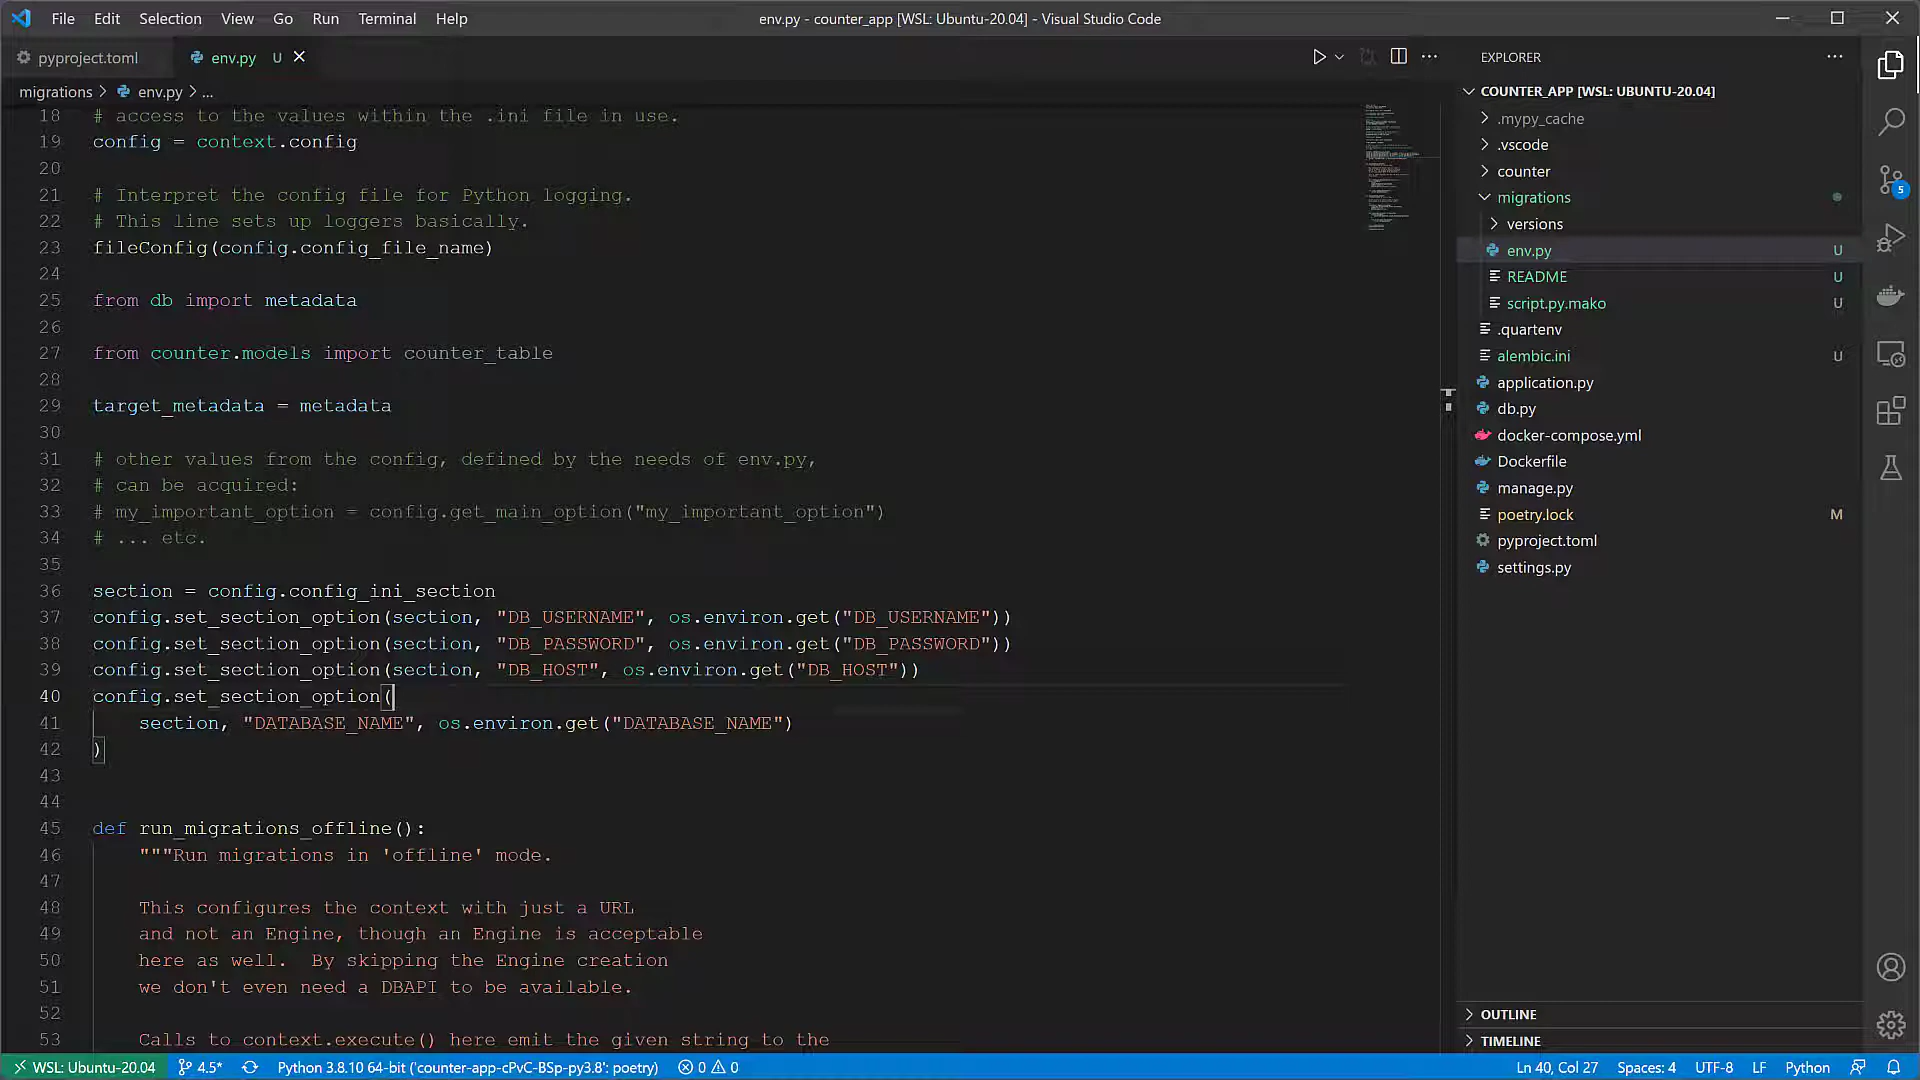 File Edit Selection View Go Run Terminal Help
env.py - counter_app [WSL: Ubuntu-20.04] - Visual Studio Code
pyproject.toml
env.py U
migrations > env.py > ...
18 # access to the values within the .ini file in use.
19 config = context.config
20
21 # Interpret the config file for Python logging.
22 # This line sets up loggers basically.
23 fileConfig(config.config_file_name)
24
25 from db import metadata
26
27 from counter.models import counter_table
28
29 target_metadata = metadata
30
31 # other values from the config, defined by the needs of env.py,
32 # can be acquired:
33 # my_important_option = config.get_main_option("my_important_option")
34 # ... etc.
35
36 section = config.config_ini_section
37 config.set_section_option(section, "DB_USERNAME", os.environ.get("DB_USERNAME"))
38 config.set_section_option(section, "DB_PASSWORD", os.environ.get("DB_PASSWORD"))
39 config.set_section_option(section, "DB_HOST", os.environ.get("DB_HOST"))
40 config.set_section_option(
41 section, "DATABASE_NAME", os.environ.get("DATABASE_NAME")
42 )
43
44
45 def run_migrations_offline():
46 """Run migrations in 'offline' mode.
47
48 This configures the context with just a URL
49 and not an Engine, though an Engine is acceptable
50 here as well.  By skipping the Engine creation
51 we don't even need a DBAPI to be available.
52
53 Calls to context.execute() here emit the given string to the
EXPLORER
COUNTER_APP [WSL: UBUNTU-20.04]
.mypy_cache
.vscode
counter
migrations
versions
env.py U
README U
script.py.mako U
.quartenv
alembic.ini U
application.py
db.py
docker-compose.yml
Dockerfile
manage.py
poetry.lock M
pyproject.toml
settings.py
OUTLINE
TIMELINE
5
WSL: Ubuntu-20.04 4.5* Python 3.8.10 64-bit ('counter-app-cPvC-BSp-py3.8': poetry) 0 0 Ln 40, Col 27 Spaces: 4 UTF-8 LF Python